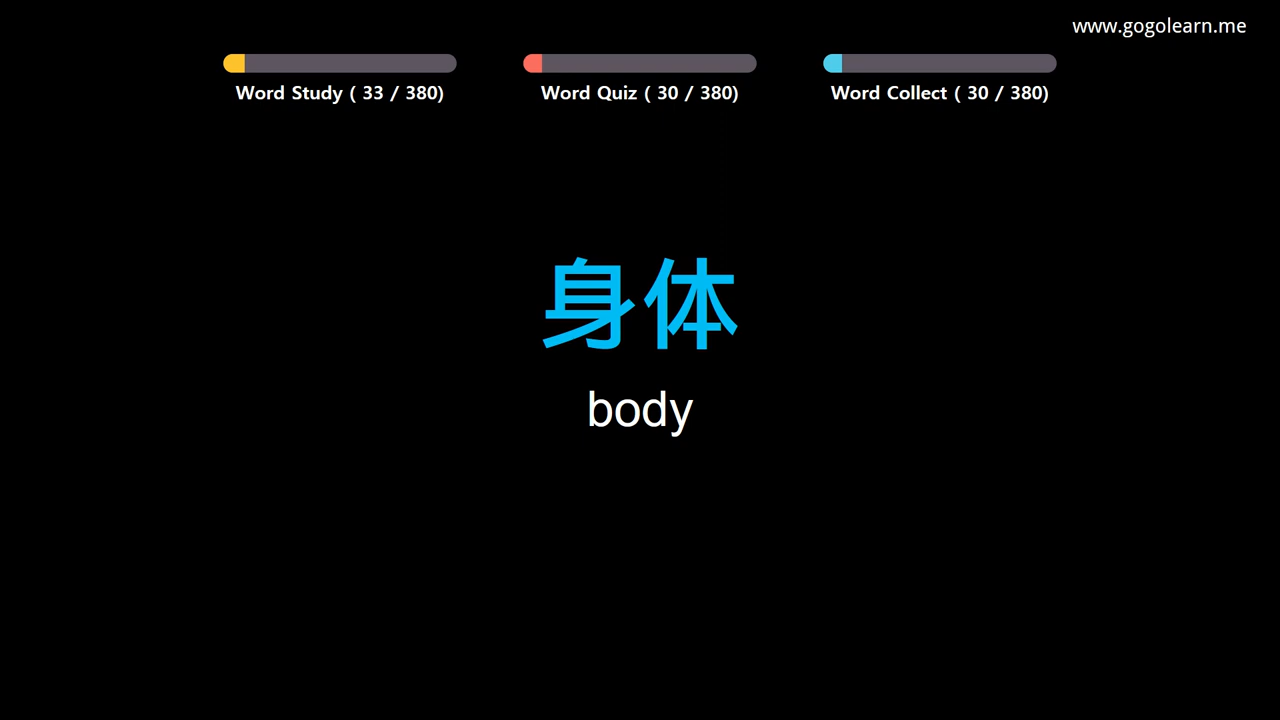 www.gogolearn.me
Word Study ( 33 / 380)
Word Quiz ( 30 / 380)
Word Collect ( 30 / 380)
身体
body